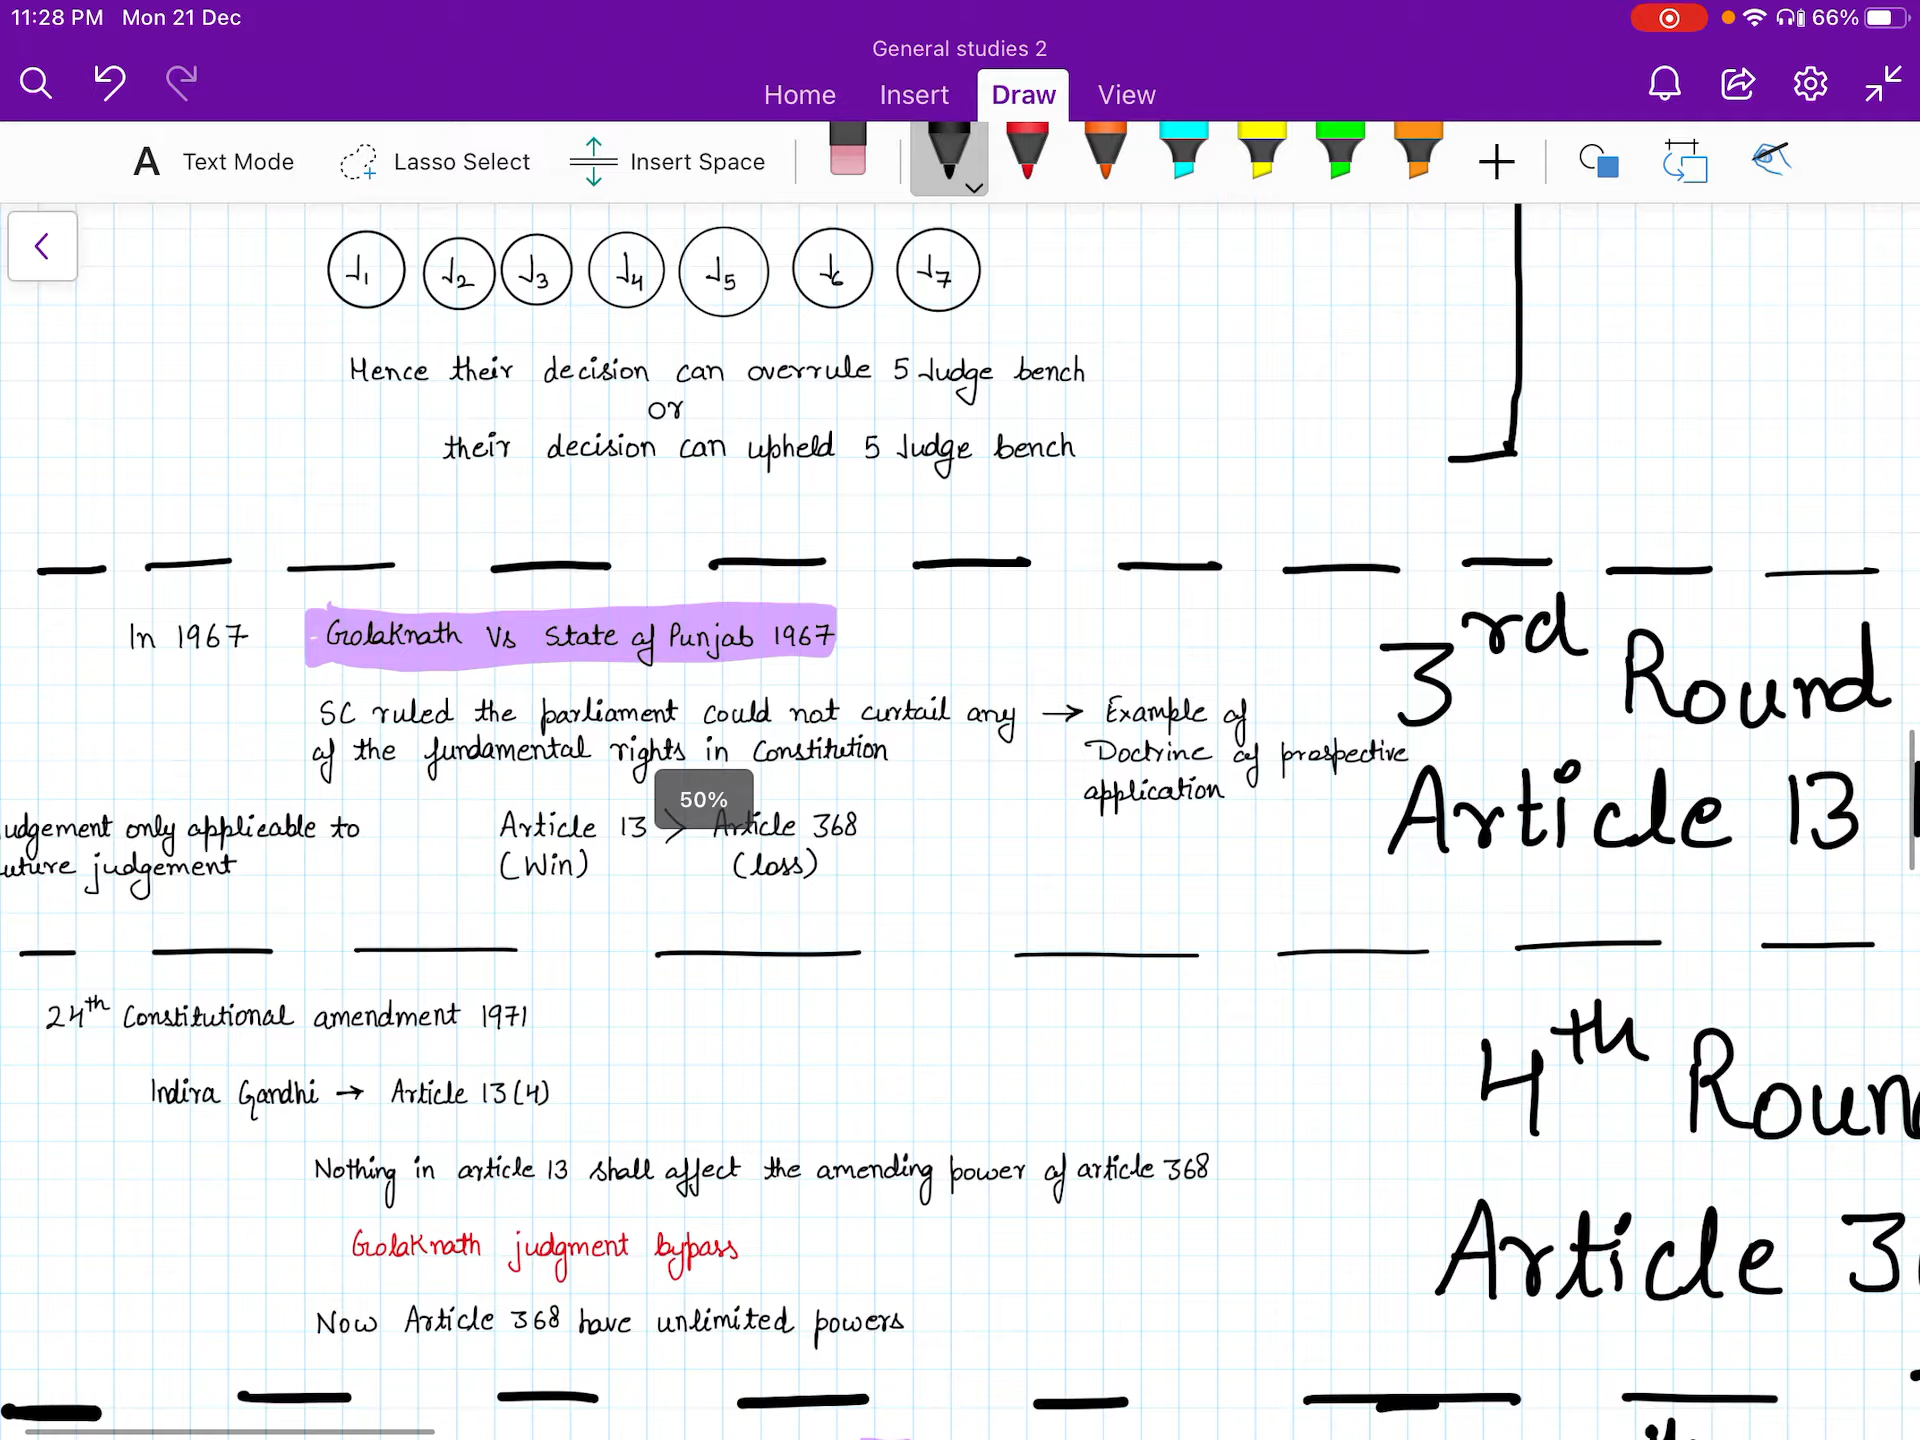 11:28 PM Mon 21 Dec
66%
General studies 2
Home Insert Draw View
A Text Mode Lasso Select Insert Space
J1 J2 J3 J4 J5 J6 J7
Hence their decision can overrule 5 Judge bench
or
their decision can upheld 5 Judge bench
In 1967 Golaknath Vs State of Punjab 1967
3rd Round
SC ruled the parliament could not curtail any → Example of
of the fundamental rights in Constitution Doctrine of prospective
application
50%
Article 13
udgement only applicable to Article 13 > Article 368
uture judgement (Win) (loss)
24th Constitutional amendment 1971
4th Roun
Indira Gandhi → Article 13(4)
Nothing in article 13 shall affect the amending power of article 368
Golaknath judgment bypass
Article 3
Now Article 368 have unlimited powers